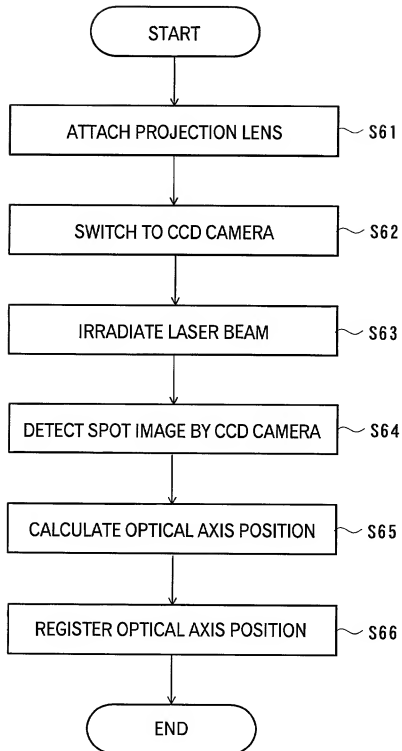 START
ATTACH PROJECTION LENS
S61
SWITCH TO CCD CAMERA
S62
IRRADIATE LASER BEAM
S63
DETECT SPOT IMAGE BY CCD CAMERA
S64
CALCULATE OPTICAL AXIS POSITION
S65
REGISTER OPTICAL AXIS POSITION
S66
END